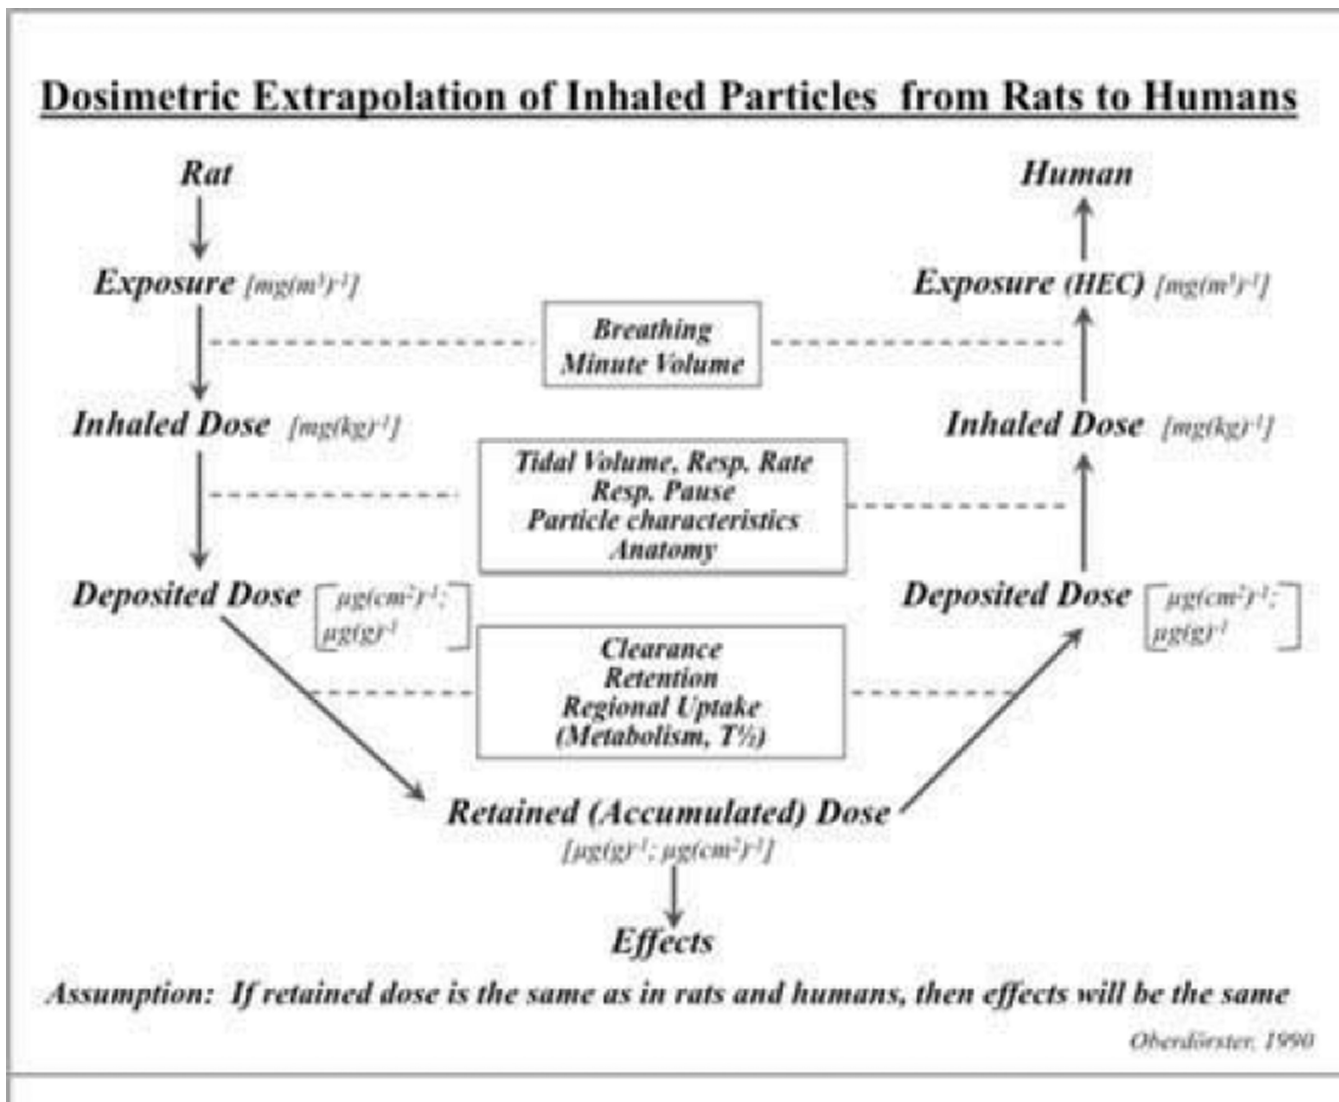 Dosimetric Extrapolation of Inhaled Particles from Rats to Humans
Rat
Human
Exposure [mg(m³)⁻¹]
Exposure (HEC) [mg(m³)⁻¹]
Breathing
Minute Volume
Inhaled Dose [mg(kg)⁻¹]
Inhaled Dose [mg(kg)⁻¹]
Tidal Volume, Resp. Rate
Resp. Pause
Particle characteristics
Anatomy
Deposited Dose [µg(cm²)⁻¹;
µg(g)⁻¹]
Deposited Dose [µg(cm²)⁻¹;
µg(g)⁻¹]
Clearance
Retention
Regional Uptake
(Metabolism, T½)
Retained (Accumulated) Dose
[µg(g)⁻¹; µg(cm²)⁻¹]
Effects
Assumption: If retained dose is the same as in rats and humans, then effects will be the same
Oberdörster, 1990